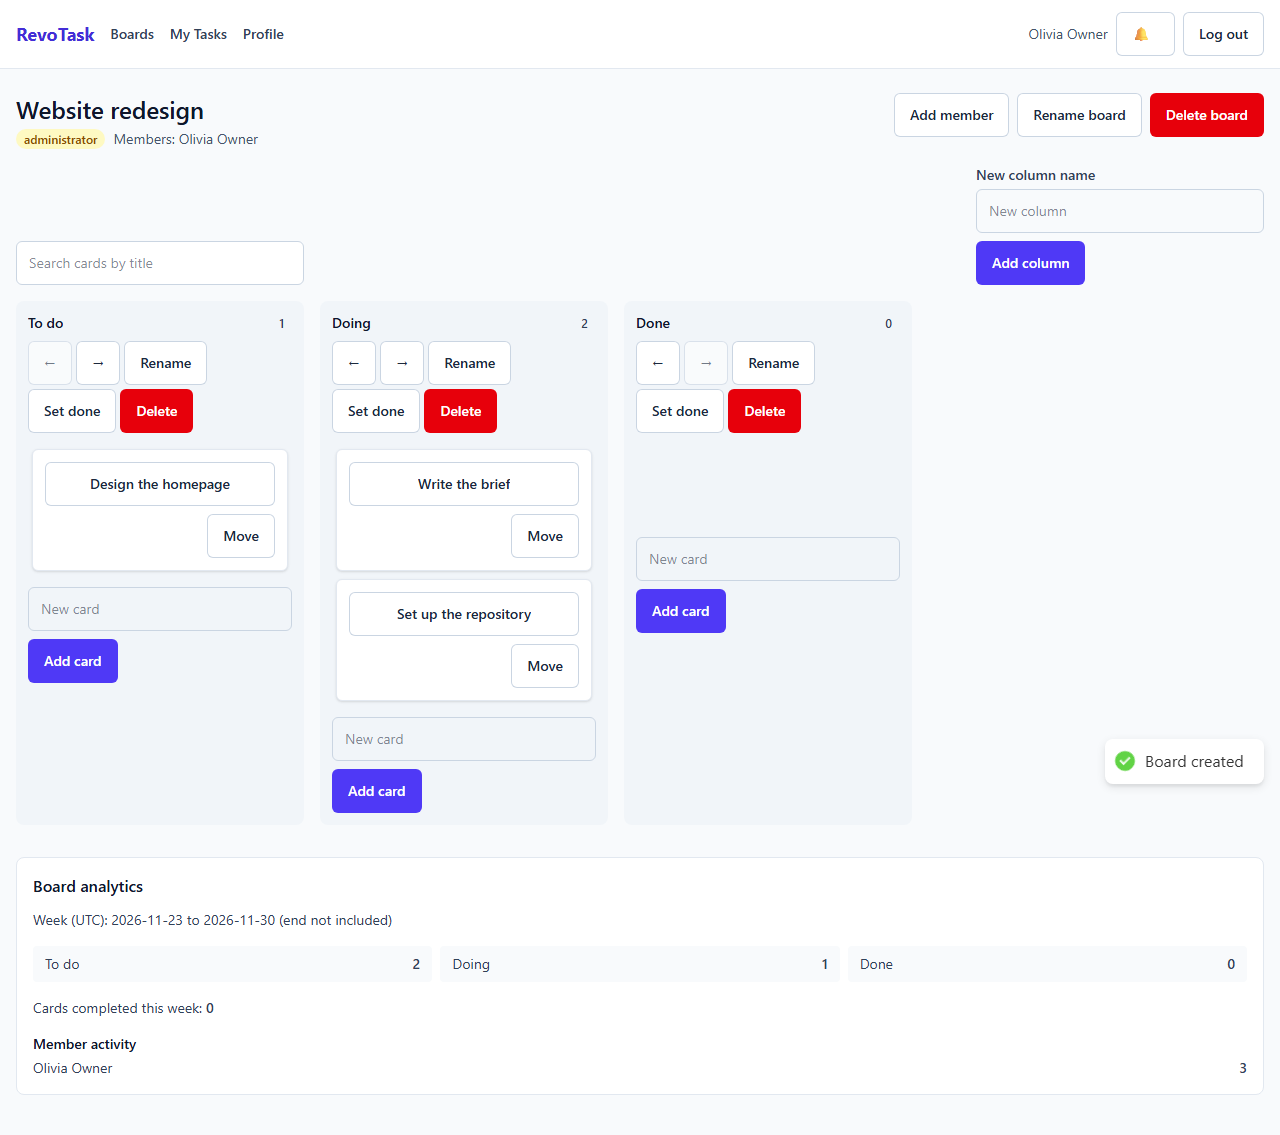 RevoTask Boards My Tasks Profile Olivia Owner 🔔 Log out
Website redesign
Add member Rename board Delete board
administrator Members: Olivia Owner
New column name
New column
Search cards by title
Add column
To do 1
← → Rename
Set done Delete
Design the homepage
Move
New card
Add card
Doing 2
← → Rename
Set done Delete
Write the brief
Move
Set up the repository
Move
New card
Add card
Done 0
← → Rename
Set done Delete
New card
Add card
Board created
Board analytics
Week (UTC): 2026-11-23 to 2026-11-30 (end not included)
To do 2 Doing 1 Done 0
Cards completed this week: 0
Member activity
Olivia Owner 3